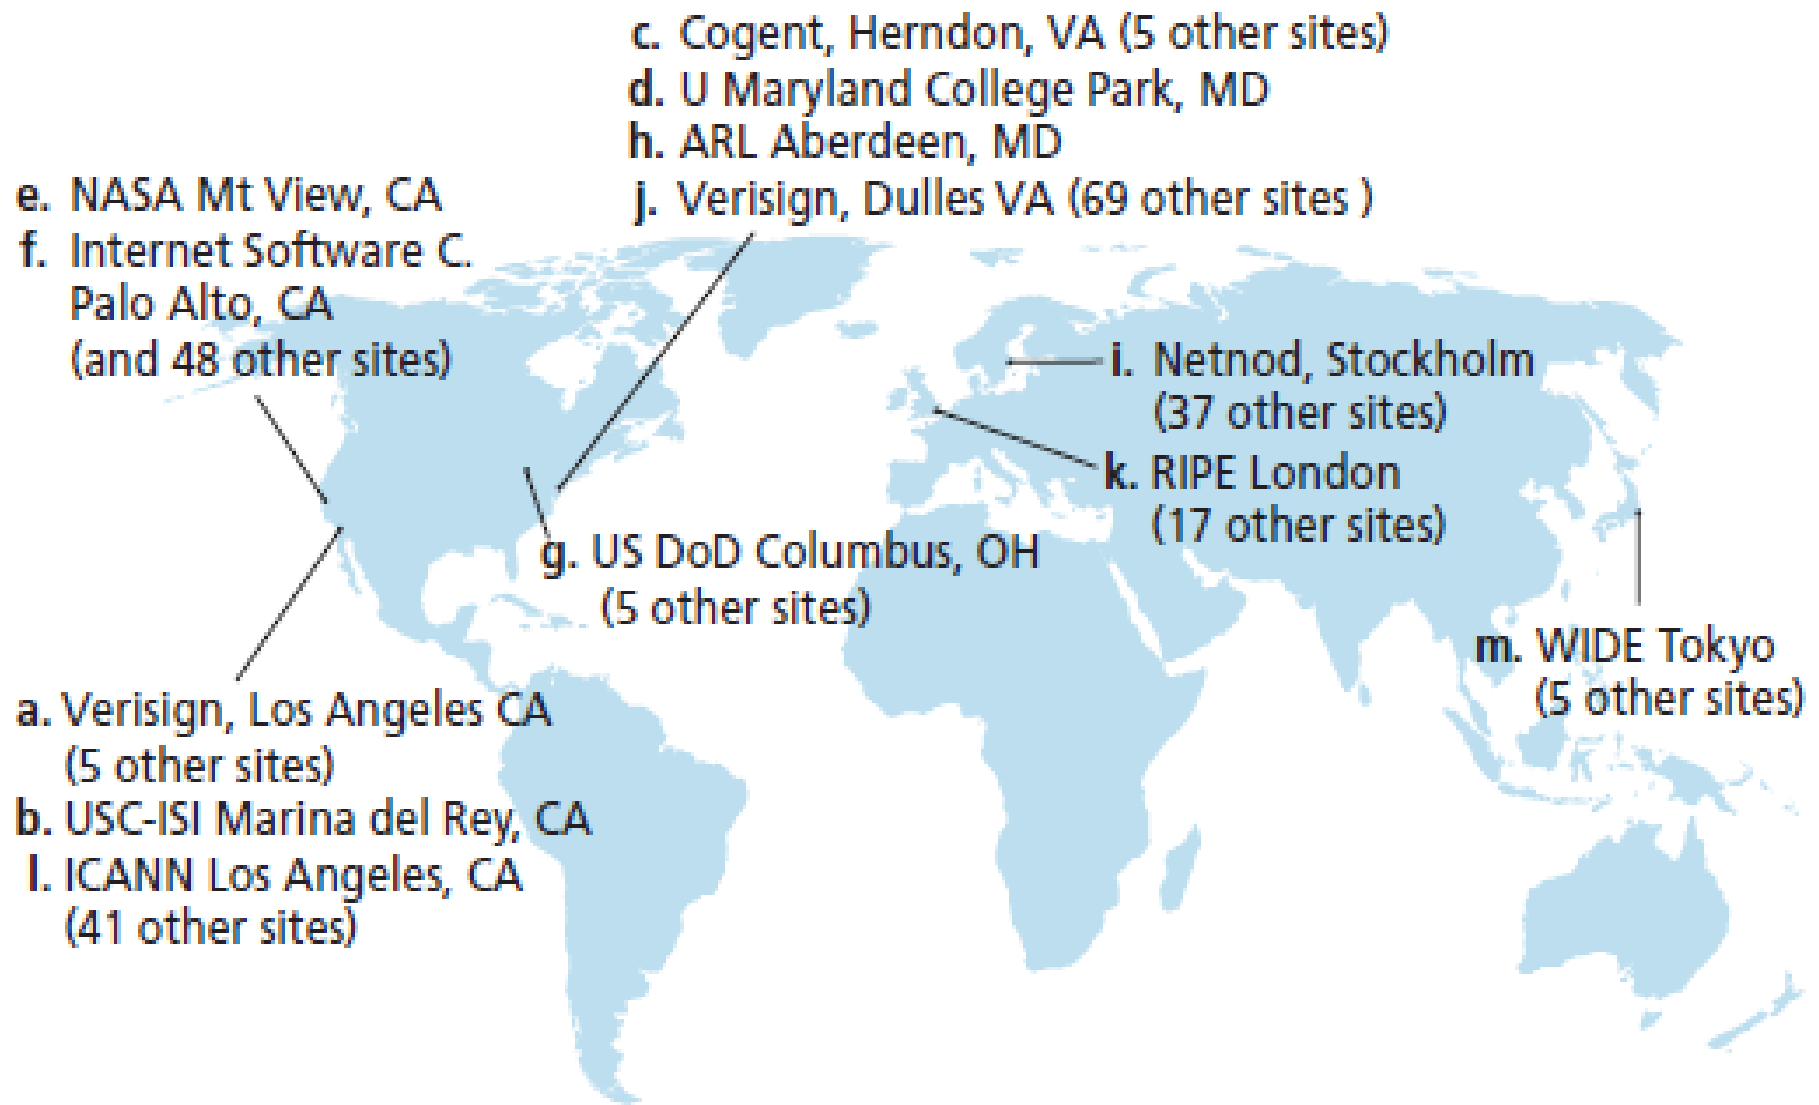 c. Cogent, Herndon, VA (5 other sites)
d. U Maryland College Park, MD
h. ARL Aberdeen, MD
j. Verisign, Dulles VA (69 other sites )
e. NASA Mt View, CA
f. Internet Software C.
Palo Alto, CA
(and 48 other sites)
i. Netnod, Stockholm
(37 other sites)
k. RIPE London
(17 other sites)
g. US DoD Columbus, OH
(5 other sites)
m. WIDE Tokyo
(5 other sites)
a. Verisign, Los Angeles CA
(5 other sites)
b. USC-ISI Marina del Rey, CA
l. ICANN Los Angeles, CA
(41 other sites)